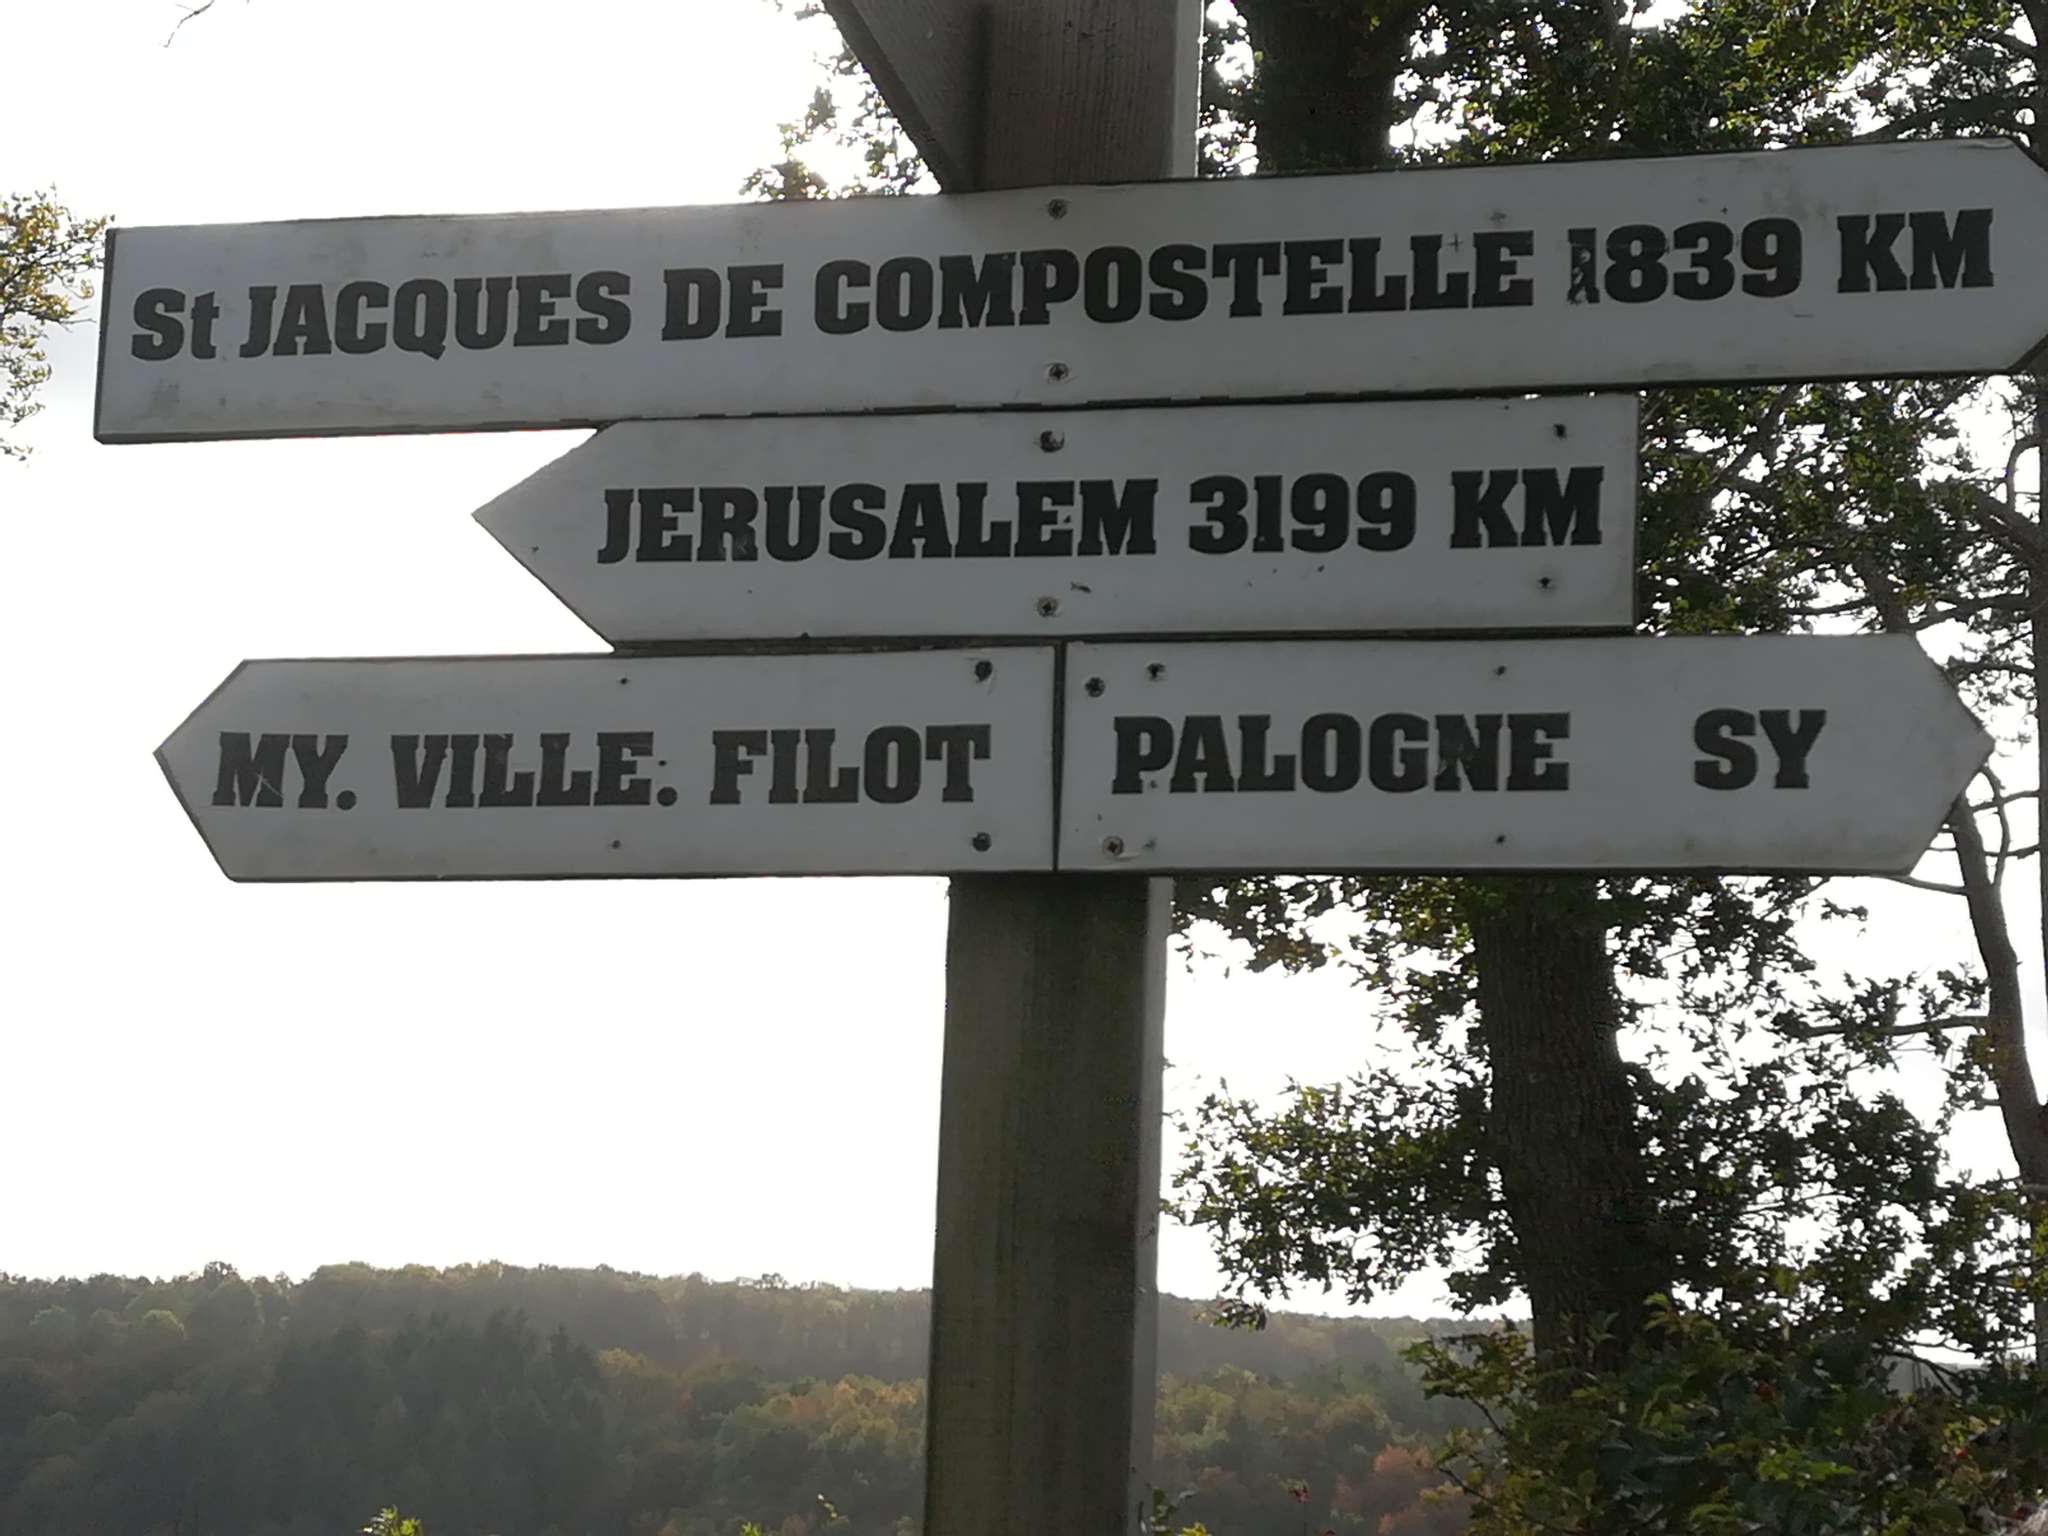 St JACQUES DE COMPOSTELLE 1839 KM
JERUSALEM 3199 KM
MY. VILLE. FILOT
PALOGNE SY